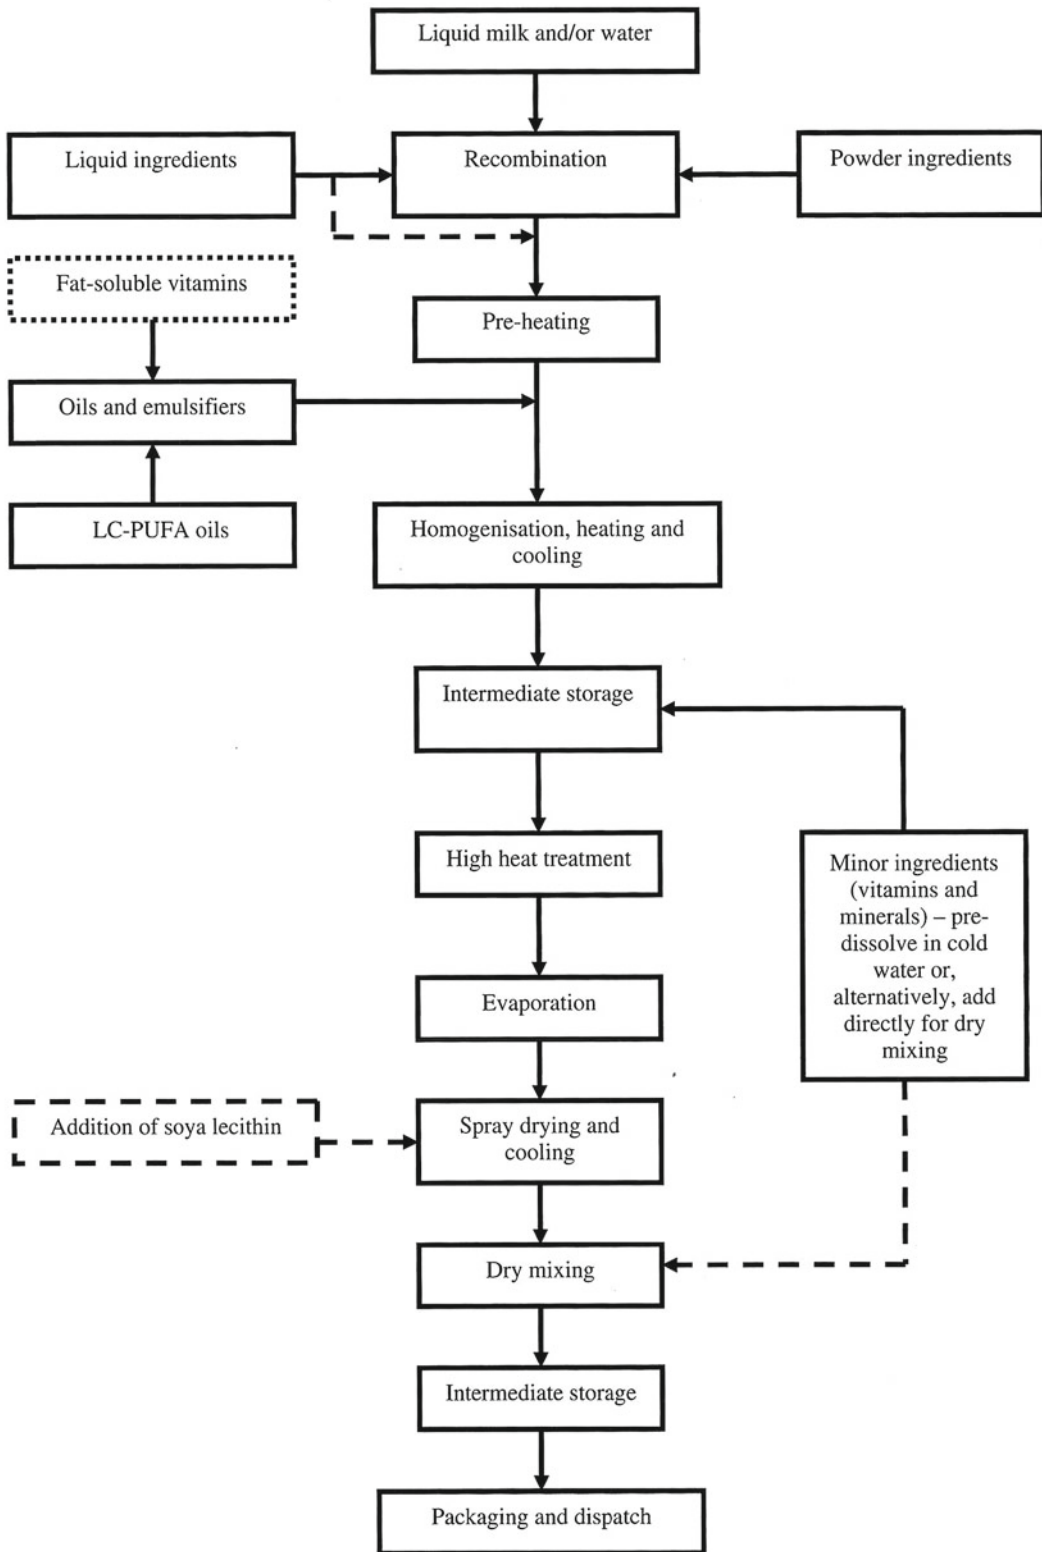 Liquid milk and/or water
Liquid ingredients
Recombination
Powder ingredients
Fat-soluble vitamins
Pre-heating
Oils and emulsifiers
LC-PUFA oils
Homogenisation, heating and
cooling
Intermediate storage
High heat treatment
Minor ingredients
(vitamins and
minerals) – pre-
dissolve in cold
water or,
alternatively, add
directly for dry
mixing
Evaporation
Addition of soya lecithin
Spray drying and
cooling
Dry mixing
Intermediate storage
Packaging and dispatch